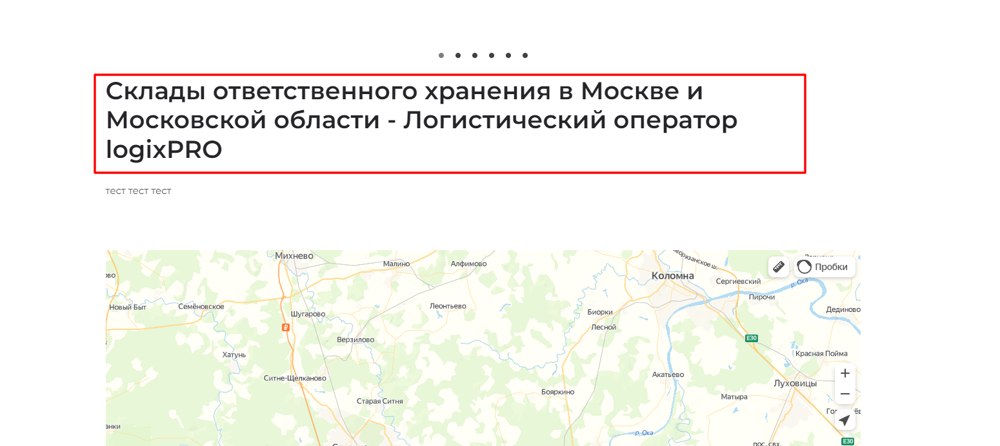 Склады ответственного хранения в Москве и
Московской области - Логистический оператор
logixPRO
тест тест тест
Михнево
Малино
Алфимово
Коломна
Пробки
Сергиевский
р. Ока
Пирочи
Новый Быт
Семёновское
Леонтьево
Дединово
Шугарово
Биорки
Лесной
Верзилово
E30
Хатунь
Красная Пойма
Ситне-Щелканово
Акатьево
Луховицы
Бояркино
Матыра
Старая Ситня
р. Ока
E30
пос. свх.